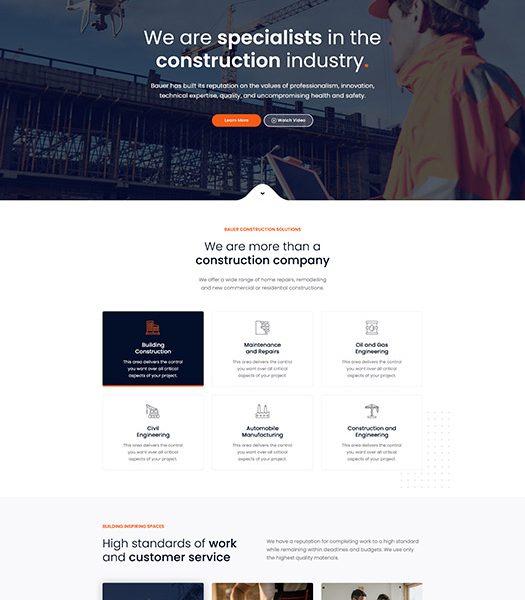 We are specialists in the
construction industry.
Bauer has built its reputation on the values of professionalism, innovation,
technical expertise, quality, and uncompromising health and safety.
Learn More
Watch Video
BAUER CONSTRUCTION SOLUTIONS
We are more than a
construction company
We offer a wide range of home repairs, remodelling
and new commercial or residential constructions.
Building
Construction
This area delivers the control
you want over all critical
aspects of your project.
Maintenance
and Repairs
This area delivers the control
you want over all critical
aspects of your project.
Oil and Gas
Engineering
This area delivers the control
you want over all critical
aspects of your project.
Civil
Engineering
This area delivers the control
you want over all critical
aspects of your project.
Automobile
Manufacturing
This area delivers the control
you want over all critical
aspects of your project.
Construction and
Engineering
This area delivers the control
you want over all critical
aspects of your project.
BUILDING INSPIRING SPACES
High standards of work
and customer service
We have a reputation for completing work to a high standard
while remaining within deadlines and budgets. We use only
the highest quality materials.